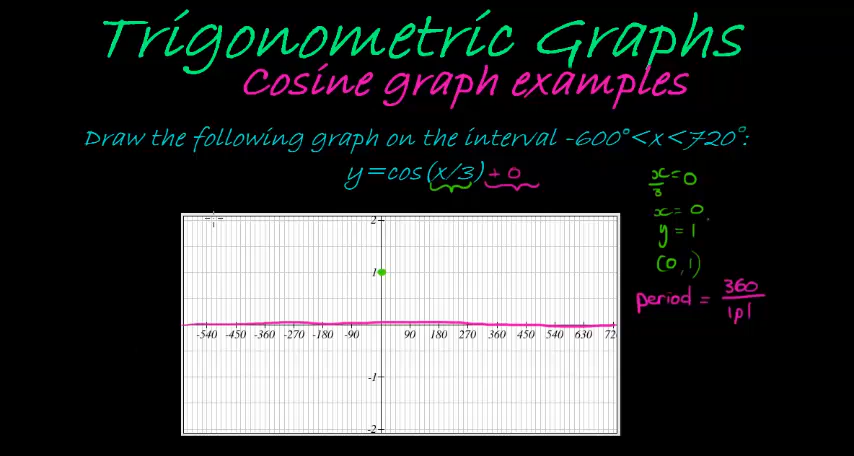 Trigonometric Graphs
Cosine graph examples
Draw the following graph on the interval -600°<x<720°:
y=cos(x/3) + 0
x/3 = 0
x = 0
y = 1
(0, 1)
period = 360/|p|
2
1
-540 -450 -360 -270 -180 -90 90 180 270 360 450 540 630 72
-1
-2